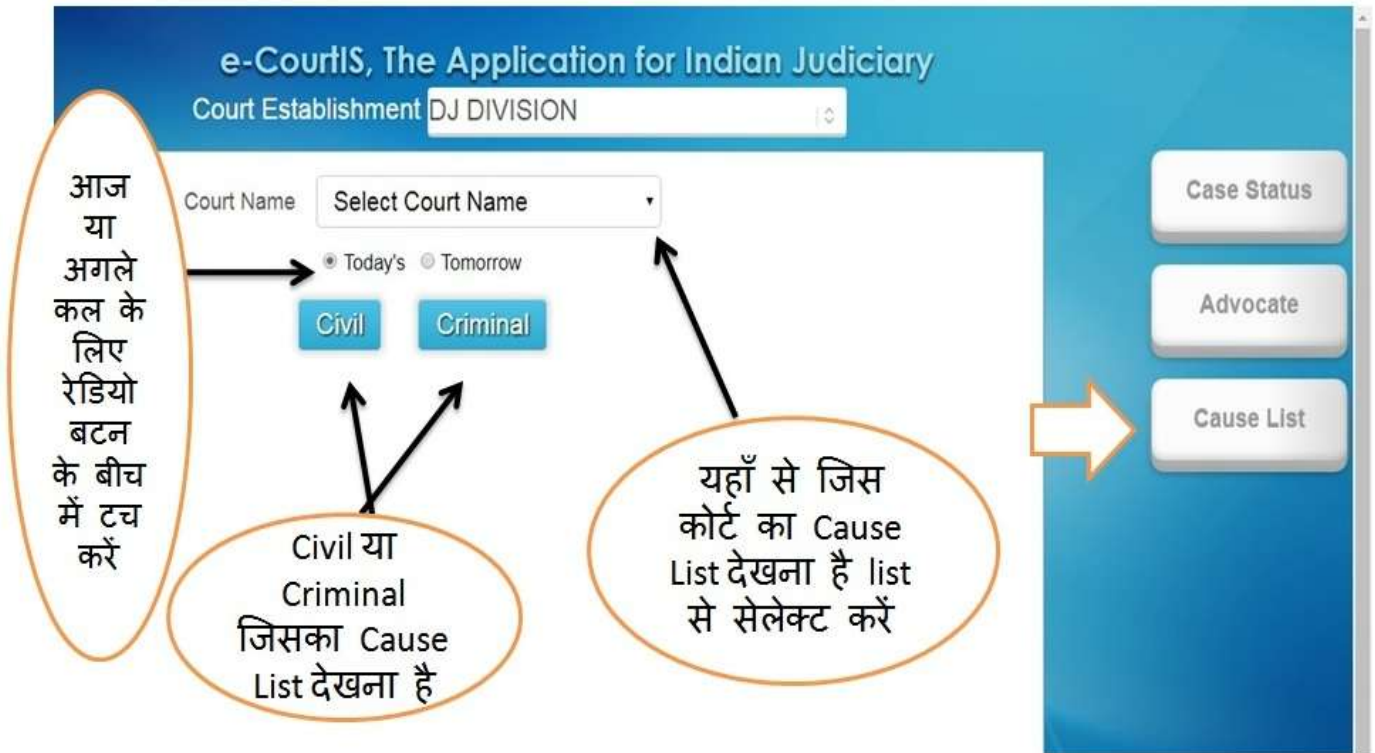 e-CourtIS, The Application for Indian Judiciary
Court Establishment DJ DIVISION
आज
या
अगले
कल के
लिए
रेडियो
बटन
के बीच
में टच
करें
Court Name Select Court Name
Today's Tomorrow
Civil Criminal
Civil या
Criminal
जिसका Cause
List देखना है
यहाँ से जिस
कोर्ट का Cause
List देखना है list
से सेलेक्ट करें
Case Status
Advocate
Cause List